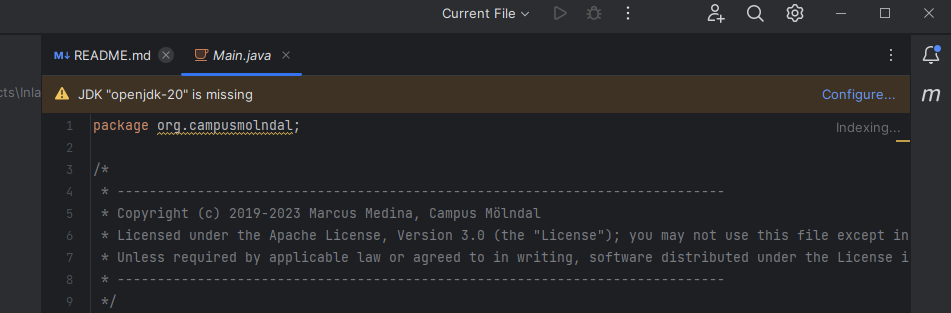 Current File
M↓ README.md
Main.java
cts\Inla
JDK "openjdk-20" is missing
Configure...
m
1 package org.campusmolndal;
Indexing...
2
3 /*
4 * ----------------------------------------------------------------------------
5 * Copyright (c) 2019-2023 Marcus Medina, Campus Mölndal
6 * Licensed under the Apache License, Version 3.0 (the "License"); you may not use this file except in
7 * Unless required by applicable law or agreed to in writing, software distributed under the License i
8 * ----------------------------------------------------------------------------
9 */